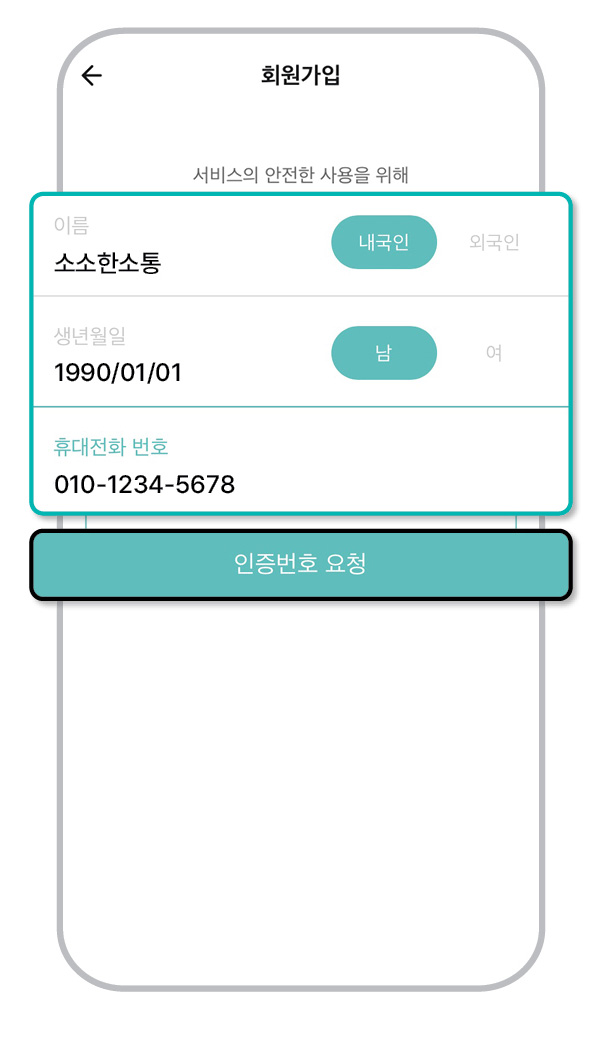 회원가입
서비스의 안전한 사용을 위해
이름
소소한소통
내국인 외국인
생년월일
1990/01/01
남 여
휴대전화 번호
010-1234-5678
인증번호 요청